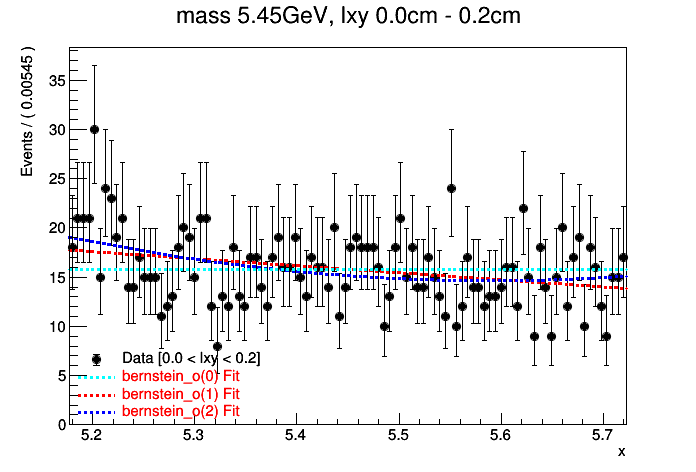 mass 5.45GeV, lxy 0.0cm - 0.2cm
Events / ( 0.00545 )
35
30
25
20
15
10
5
0
Data [0.0 < lxy < 0.2]
bernstein_o(0) Fit
bernstein_o(1) Fit
bernstein_o(2) Fit
5.2 5.3 5.4 5.5 5.6 5.7
x